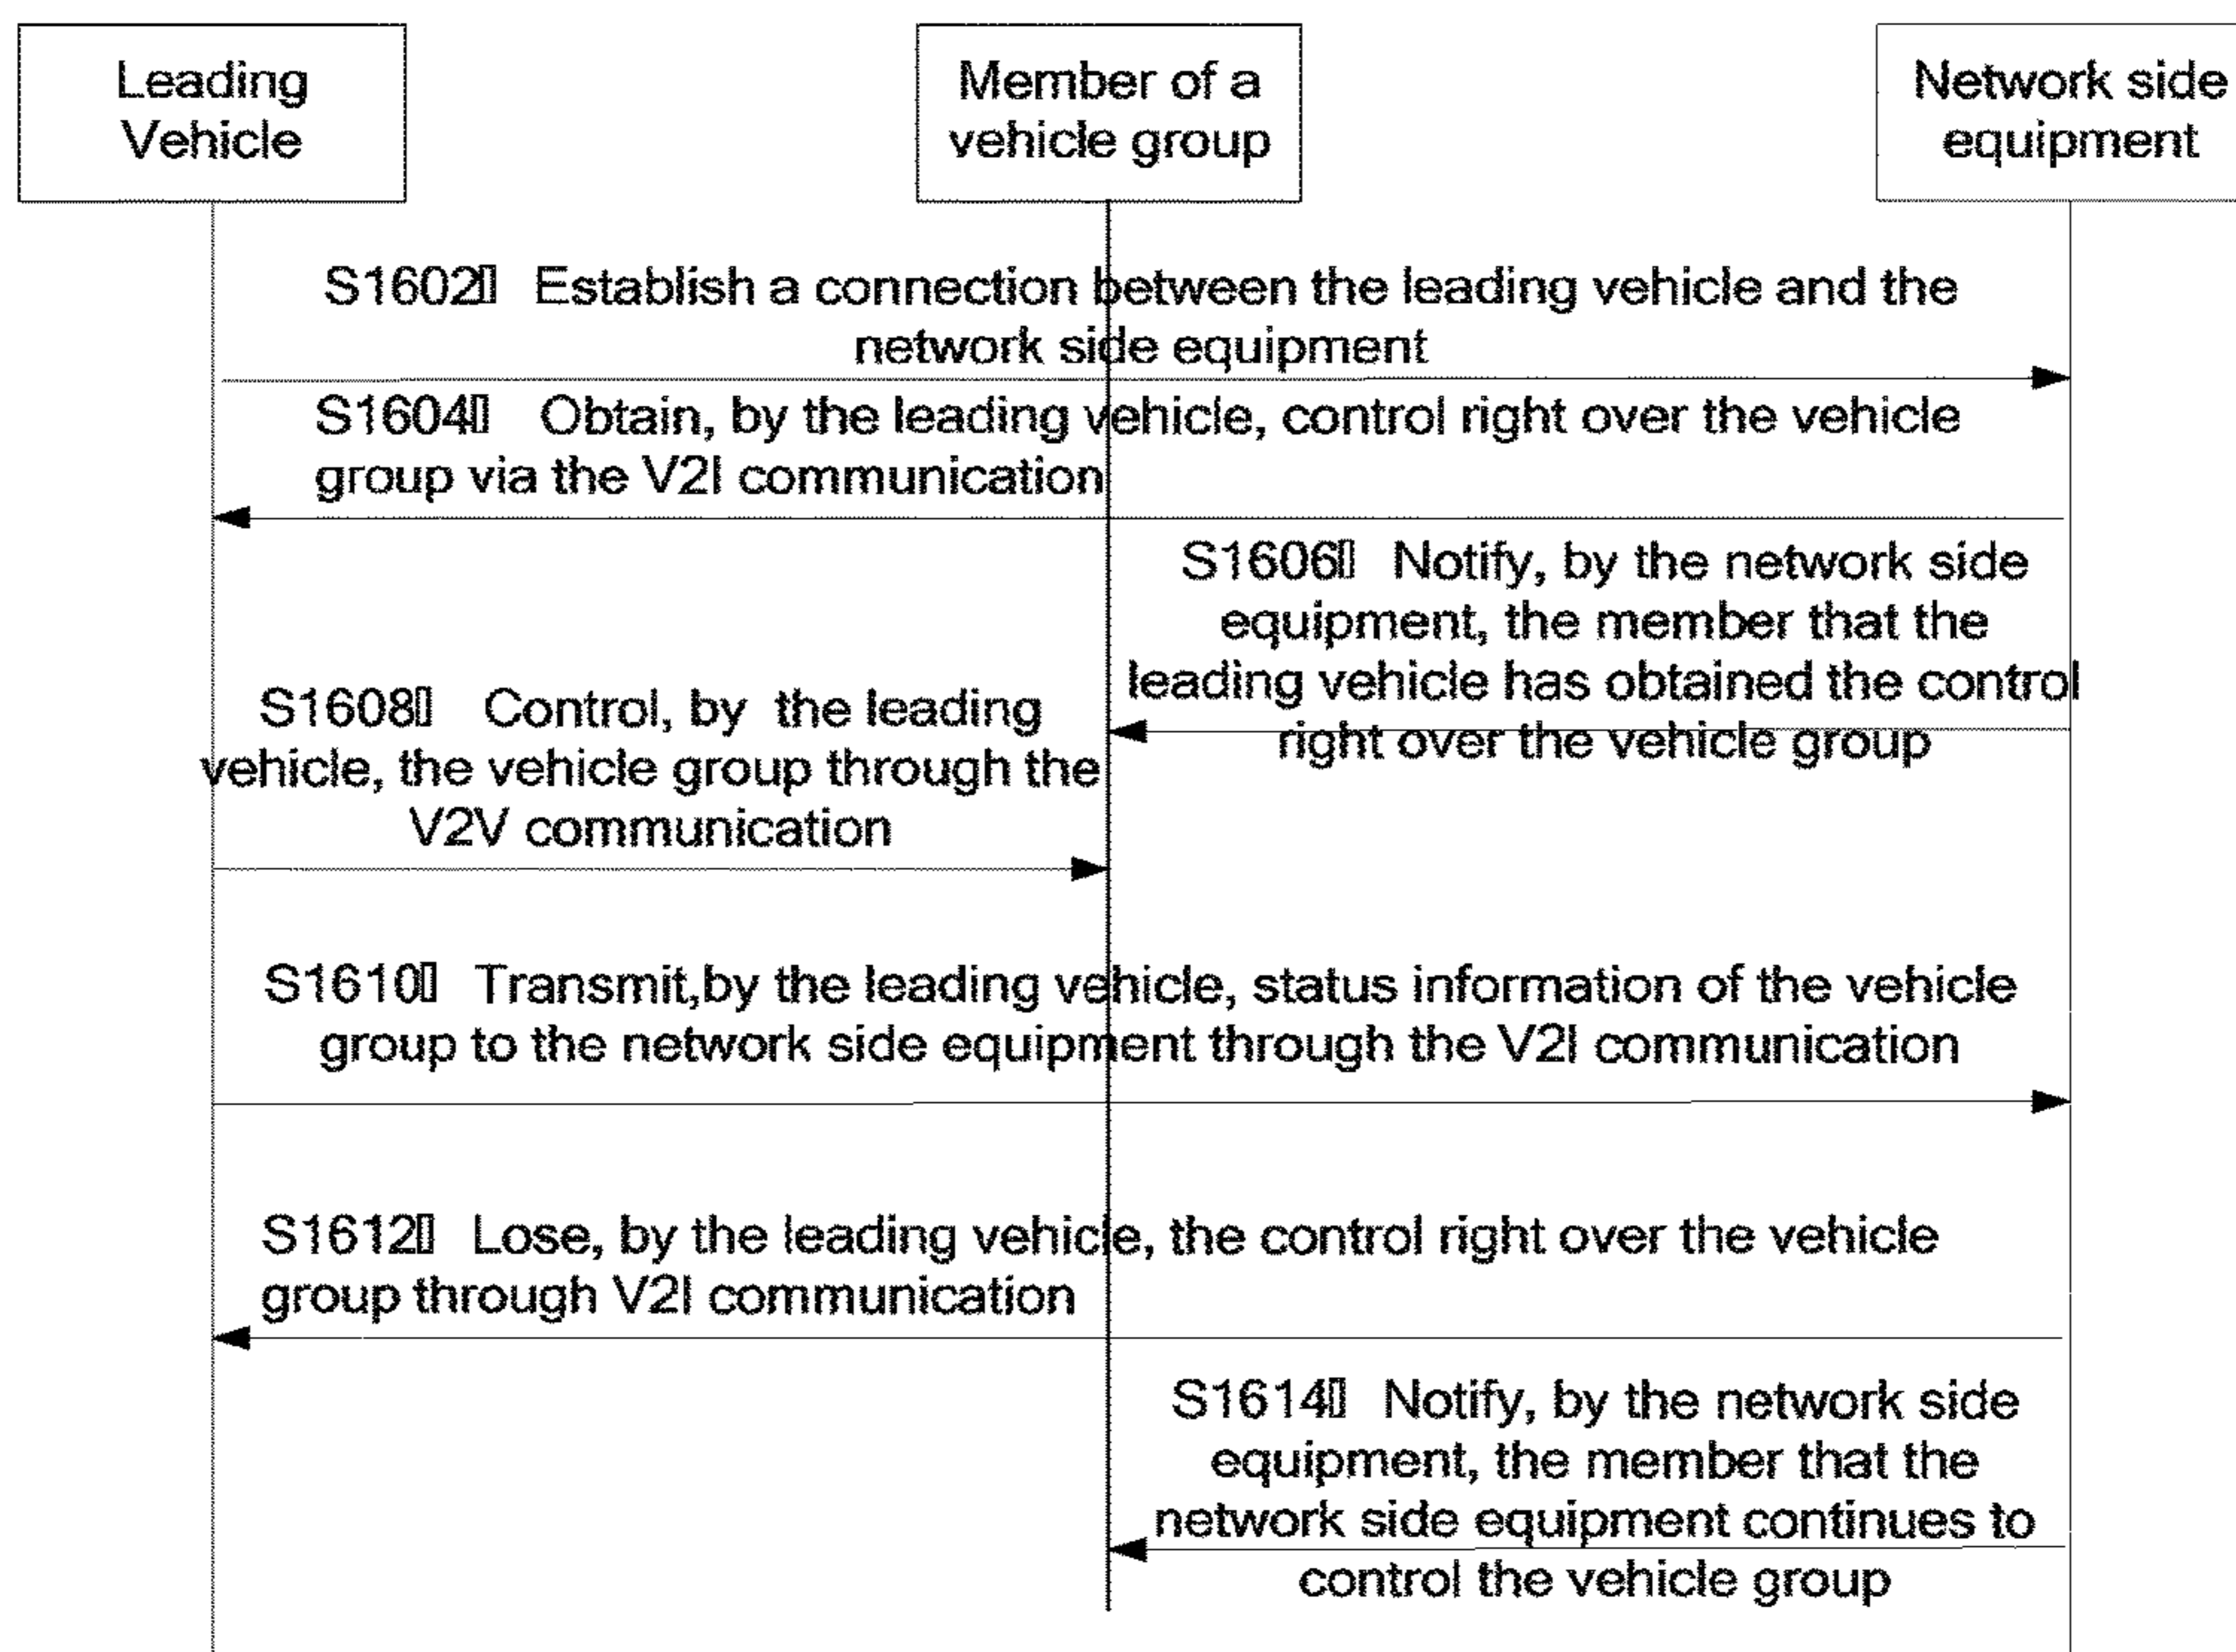 Leading
Vehicle
Member of a
vehicle group
Network side
equipment
S1602▯ Establish a connection between the leading vehicle and the
network side equipment
S1604▯ Obtain, by the leading vehicle, control right over the vehicle
group via the V2I communication
S1606▯ Notify, by the network side
equipment, the member that the
leading vehicle has obtained the control
right over the vehicle group
S1608▯ Control, by the leading
vehicle, the vehicle group through the
V2V communication
S1610▯ Transmit,by the leading vehicle, status information of the vehicle
group to the network side equipment through the V2I communication
S1612▯ Lose, by the leading vehicle, the control right over the vehicle
group through V2I communication
S1614▯ Notify, by the network side
equipment, the member that the
network side equipment continues to
control the vehicle group